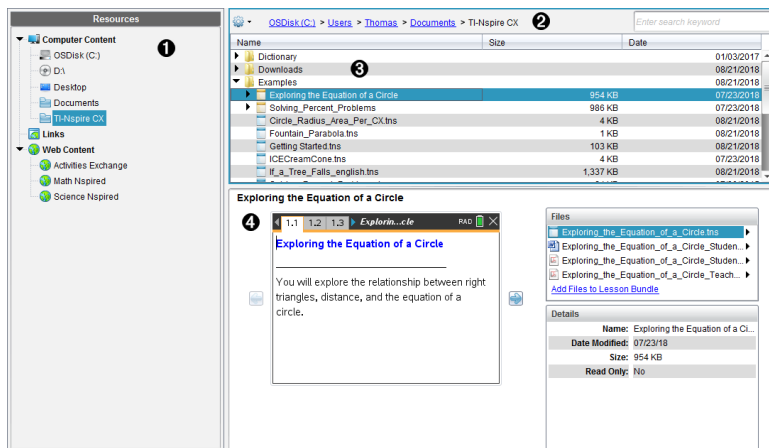 Resources
Computer Content
❶
OSDisk (C:)
D:\
Desktop
Documents
TI-Nspire CX
Links
Web Content
Activities Exchange
Math Nspired
Science Nspired
OSDisk (C:) > Users > Thomas > Documents > TI-Nspire CX ❷ Enter search keyword
Name Size Date
Dictionary 01/03/2017
Downloads ❸ 08/21/2018
Examples 08/21/2018
Exploring the Equation of a Circle 954 KB 07/23/2018
Solving_Percent_Problems 986 KB 07/23/2018
Circle_Radius_Area_Per_CX.tns 4 KB 08/21/2018
Fountain_Parabola.tns 1 KB 08/21/2018
Getting Started.tns 103 KB 08/21/2018
ICECreamCone.tns 4 KB 07/23/2018
If_a_Tree_Falls_english.tns 1,337 KB 08/21/2018
Exploring the Equation of a Circle
❹
1.1 1.2 1.3 Explorin...cle RAD
Exploring the Equation of a Circle
You will explore the relationship between right
triangles, distance, and the equation of a
circle.
Files
Exploring_the_Equation_of_a_Circle.tns
Exploring_the_Equation_of_a_Circle_Studen...
Exploring_the_Equation_of_a_Circle_Studen...
Exploring_the_Equation_of_a_Circle_Teach...
Add Files to Lesson Bundle
Details
Name: Exploring the Equation of a Ci...
Date Modified: 07/23/18
Size: 954 KB
Read Only: No